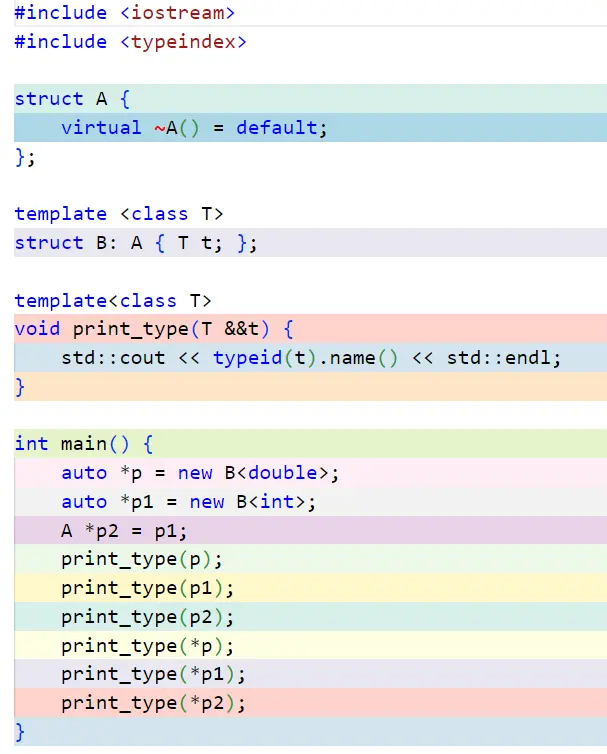 #include <iostream>
#include <typeindex>
struct A {
    virtual ~A() = default;
};
template <class T>
struct B: A { T t; };
template<class T>
void print_type(T &&t) {
    std::cout << typeid(t).name() << std::endl;
}
int main() {
    auto *p = new B<double>;
    auto *p1 = new B<int>;
    A *p2 = p1;
    print_type(p);
    print_type(p1);
    print_type(p2);
    print_type(*p);
    print_type(*p1);
    print_type(*p2);
}